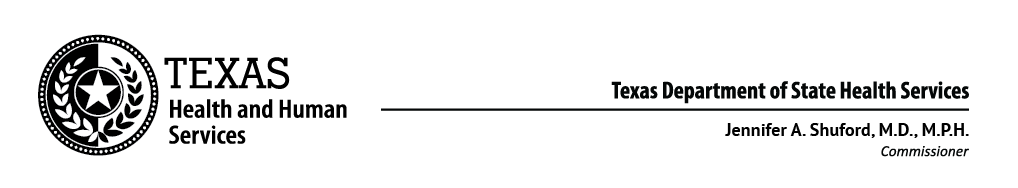 TEXAS
Health and Human
Services
Texas Department of State Health Services
Jennifer A. Shuford, M.D., M.P.H.
Commissioner